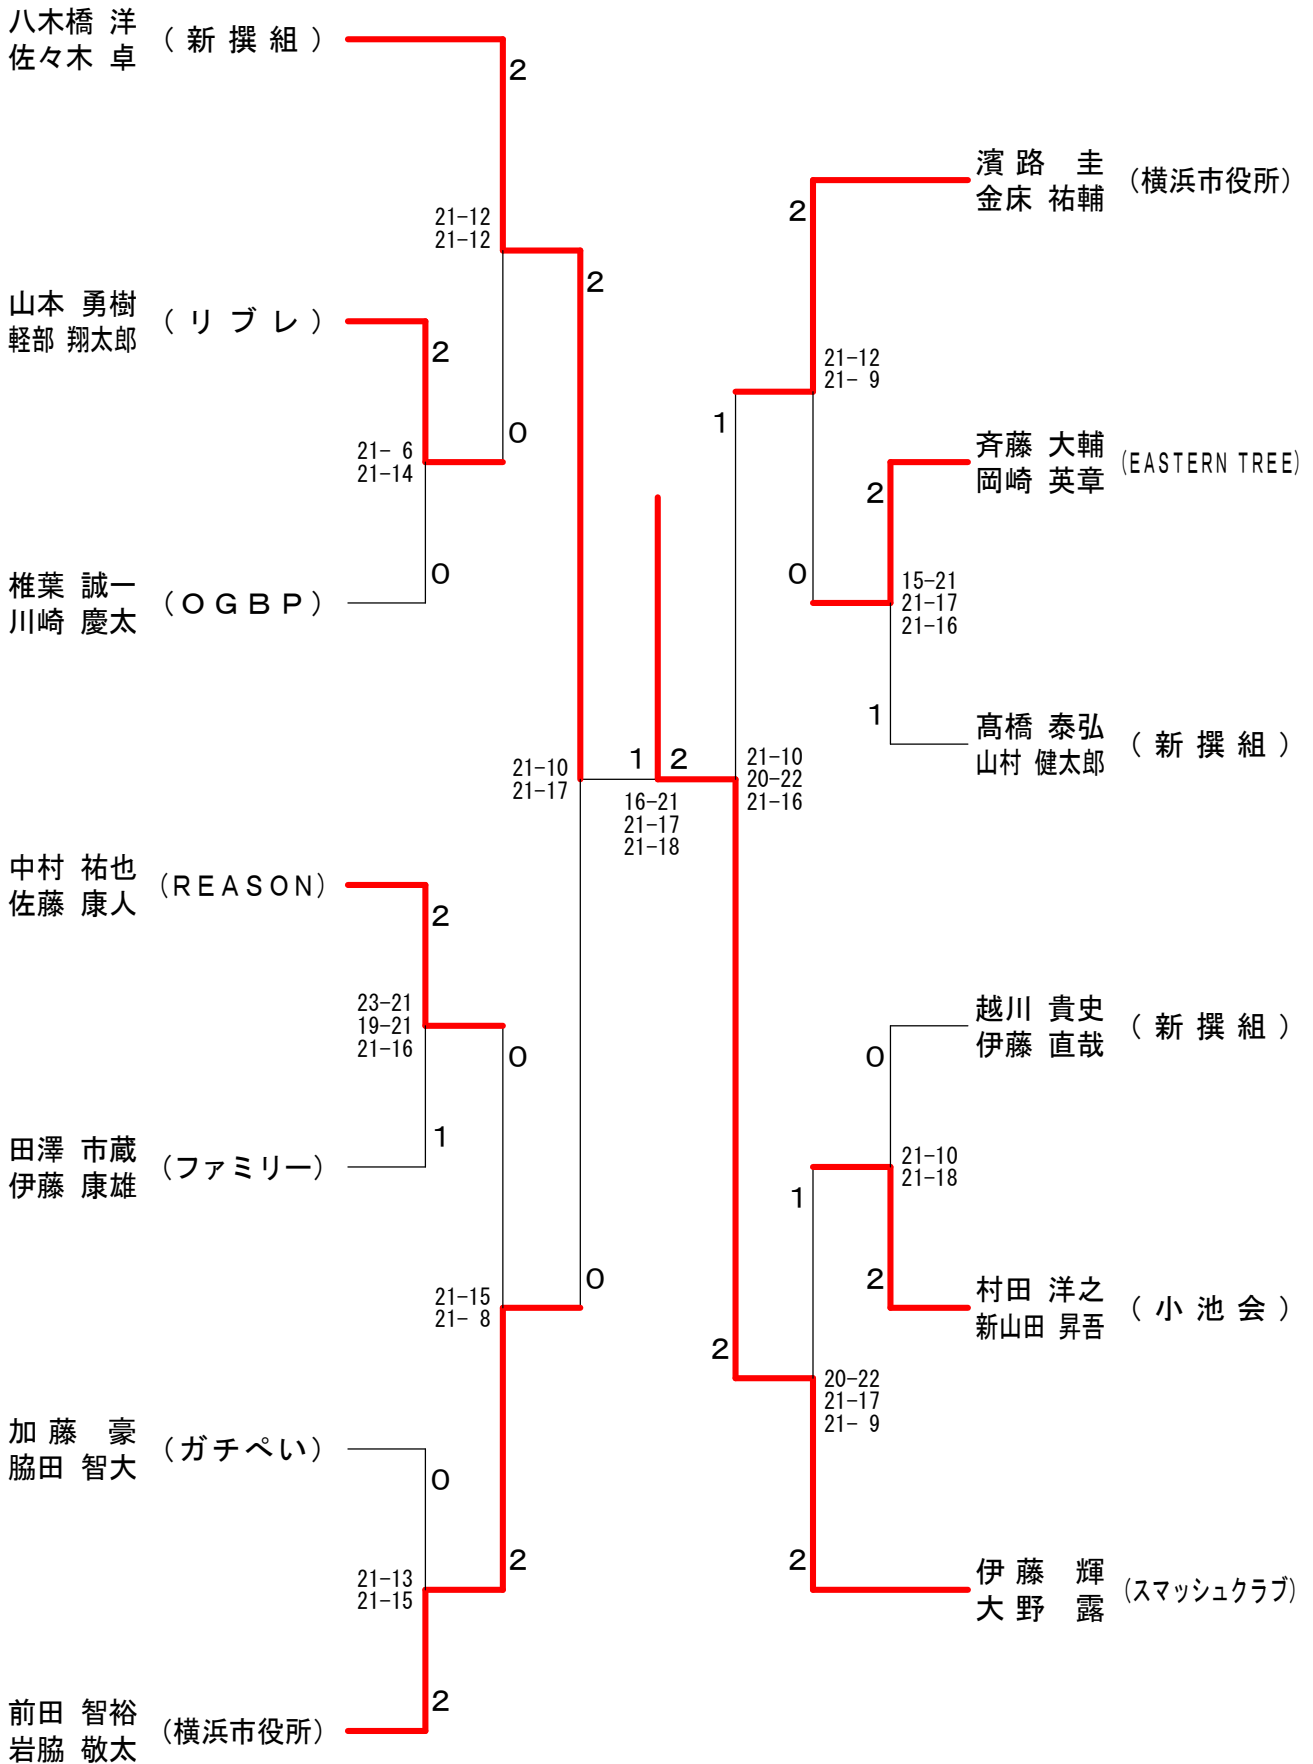 八木橋 洋
佐々木 卓
(新撰組)
2
21-12
21-12
2
山本 勇樹
軽部 翔太郎
(リブレ)
2
0
21- 6
21-14
椎葉 誠一
川崎 慶太
(OGBP)
0
21-10
21-17
1
2
16-21
21-17
21-18
中村 祐也
佐藤 康人
(REASON)
2
23-21
19-21
21-16
0
田澤 市蔵
伊藤 康雄
(ファミリー)
1
21-15
21- 8
0
加藤 豪
脇田 智大
(ガチぺい)
0
21-13
21-15
2
前田 智裕
岩脇 敬太
(横浜市役所)
2
濱路 圭
金床 祐輔
(横浜市役所)
2
21-12
21- 9
1
斉藤 大輔
岡崎 英章
(EASTERN TREE)
2
0
15-21
21-17
21-16
髙橋 泰弘
山村 健太郎
(新撰組)
1
21-10
20-22
21-16
越川 貴史
伊藤 直哉
(新撰組)
0
21-10
21-18
1
村田 洋之
新山田 昇吾
(小池会)
2
2
20-22
21-17
21- 9
伊藤 輝
大野 露
(スマッシュクラブ)
2